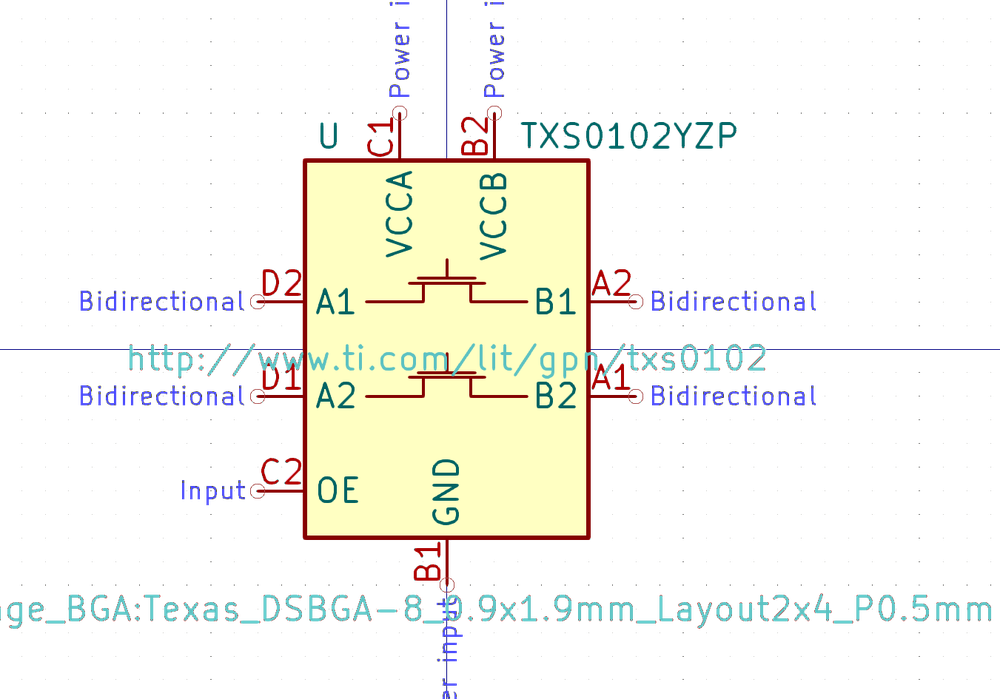 Power i
Power i
U
C1
B2
TXS0102YZP
VCCA
VCCB
Bidirectional
D2
A1
B1
A2
Bidirectional
http://www.ti.com/lit/gpn/txs0102
Bidirectional
D1
A2
B2
A1
Bidirectional
Input
C2
OE
GND
B1
ge_BGA:Texas_DSBGA-8_0.9x1.9mm_Layout2x4_P0.5mm
er input